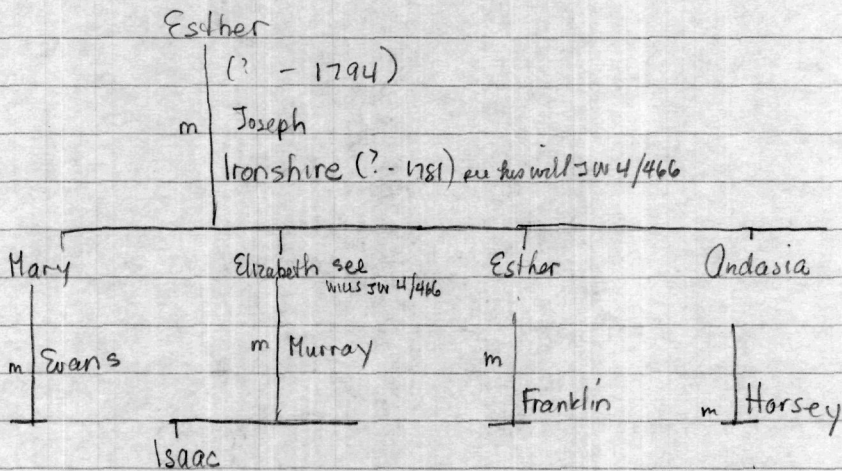 Esther
(? - 1794)
m Joseph
Ironshire (? - 1781) see his will JW 4/466
Mary Elizabeth see Esther Ondasia
wills JW 4/466
m Evans m Murray m
Franklin m Horsey
Isaac